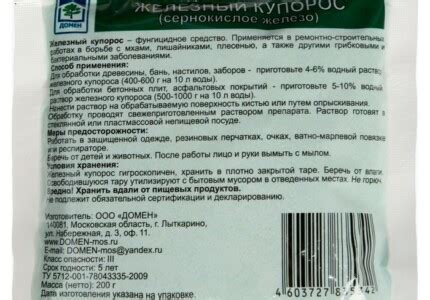 ДОМЕН
ЖЕЛЕЗНЫЙ КУПОРОС
(сернокислое железо)
Железный купорос – фунгицидное средство. Применяется в ремонтно-строительных
работах в борьбе с мхами, лишайниками, плесенью, а также другими грибковыми и
бактериальными заболеваниями.
Способ применения:
Для обработки древесины, бань, настилов, заборов - приготовьте 4-6% водный раствор
железного купороса (400-600 г на 10 л воды).
Для обработки бетонных плит, асфальтовых покрытий - приготовьте 5-10% водный
раствор железного купороса (500-1000 г на 10 л воды).
Нанести раствор на обрабатываемую поверхность кистью или путем опрыскивания.
Обработку проводят свежеприготовленным раствором препарата. Раствор готовят в
стеклянной или пластмассовой непищевой посуде.
Меры предосторожности:
Работать в защитной одежде, резиновых перчатках, очках, ватно-марлевой повязке
и респираторе.
Беречь от детей и животных. После работы лицо и руки вымыть с мылом.
Условия хранения:
Железный купорос гигроскопичен, хранить в плотно закрытой таре. Беречь от влаги.
Освободившуюся тару утилизируют с бытовым мусором в отведенных местах. Не горюч.
Вредно! Хранить вдали от пищевых продуктов.
Не подлежит обязательной сертификации и декларированию.
Изготовитель: ООО «ДОМЕН»
140081, Московская область, г. Лыткарино,
ул. Набережная, д. 3, оф. 11.
www.DOMEN-mos.ru
E-mail: DOMEN-mos@yandex.ru
Класс опасности: III
Срок годности: 5 лет
ТУ 5712-001-78043335-2009
Масса (нетто): 200 г
Дата изготовления указана на упаковке.